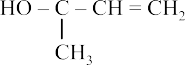 HO – C – CH = CH₂
CH₃